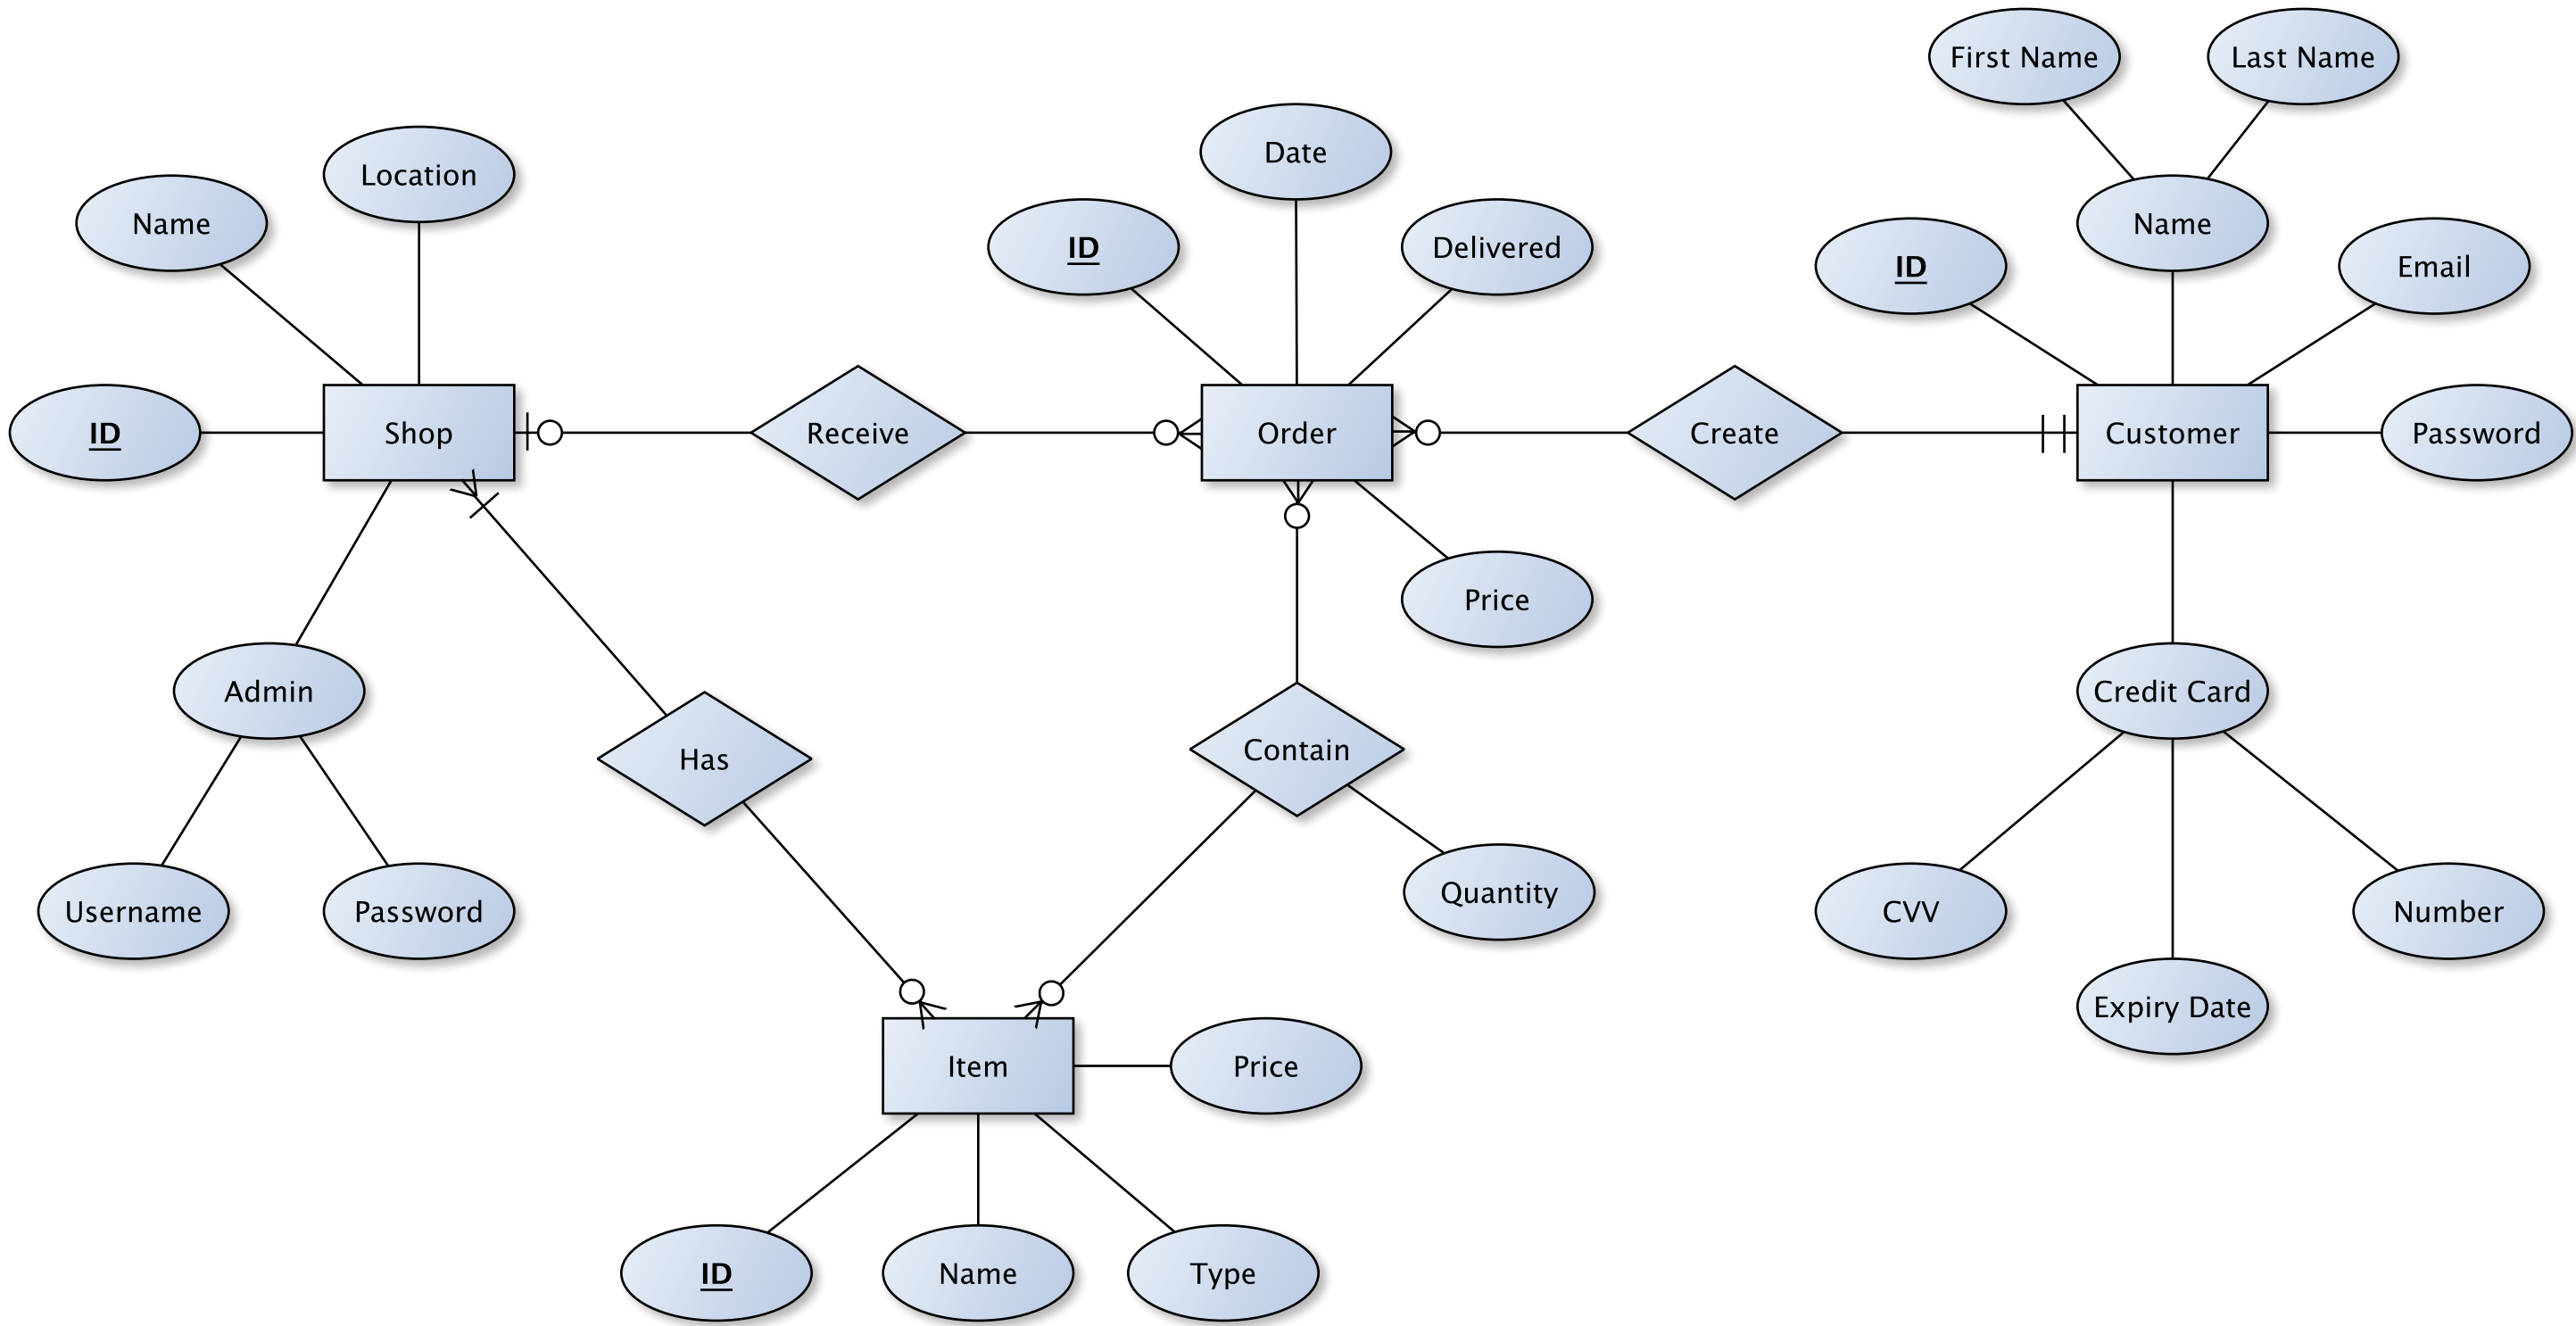 First Name
Last Name
Date
Location
Name
Name
ID
Delivered
ID
Email
ID
Shop
Receive
Order
Create
Customer
Password
Price
Admin
Credit Card
Has
Contain
Quantity
Username
Password
CVV
Number
Expiry Date
Item
Price
ID
Name
Type